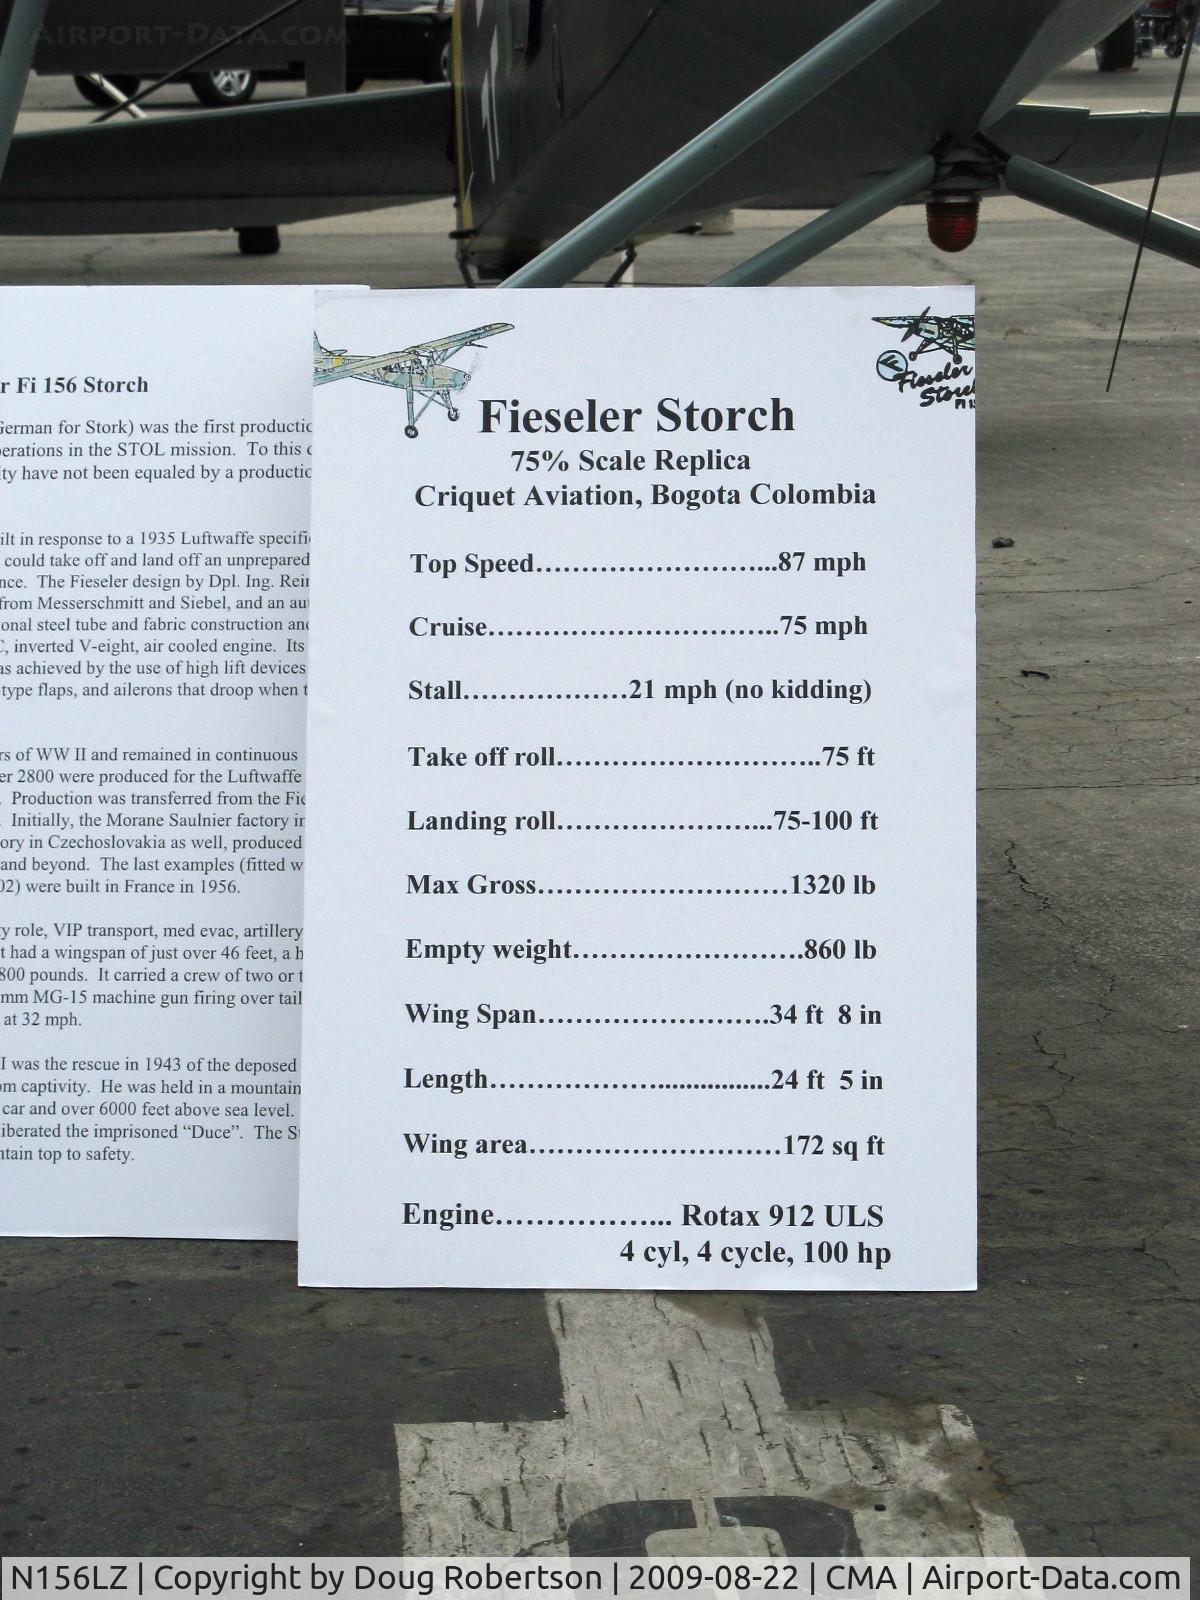 AIRPORT-DATA.COM
r Fi 156 Storch
German for Stork) was the first
erations in the STOL mission. To this
ity have not been equaled by a
ilt in response to a 1935 Luftwaffe
could take off and land off an unprepared
nce. The Fieseler design by Dpl. Ing.
from Messerschmitt and Siebel, and an
onal steel tube and fabric construction
C, inverted V-eight, air cooled engine. Its
as achieved by the use of high lift devices
type flaps, and ailerons that droop when
rs of WW II and remained in continuous
er 2800 were produced for the Luftwaffe
. Production was transferred from the
. Initially, the Morane Saulnier factory in
ory in Czechoslovakia as well, produced
and beyond. The last examples (fitted
02) were built in France in 1956.
y role, VIP transport, med evac, artillery
t had a wingspan of just over 46 feet, a
800 pounds. It carried a crew of two or
mm MG-15 machine gun firing over
at 32 mph.
I was the rescue in 1943 of the deposed
om captivity. He was held in a mountain
car and over 6000 feet above sea level.
iberated the imprisoned “Duce”. The
ntain top to safety.
Fieseler
Storch
Fieseler Storch
75% Scale Replica
Criquet Aviation, Bogota Colombia
Top Speed……………………...87 mph
Cruise…………………………..75 mph
Stall………………21 mph (no kidding)
Take off roll………………………..75 ft
Landing roll…………………...75-100 ft
Max Gross………………………1320 lb
Empty weight…………………….860 lb
Wing Span…………………….34 ft 8 in
Length……………..................24 ft 5 in
Wing area………………………172 sq ft
Engine……………... Rotax 912 ULS
4 cyl, 4 cycle, 100 hp
N156LZ | Copyright by Doug Robertson | 2009-08-22 | CMA | Airport-Data.com